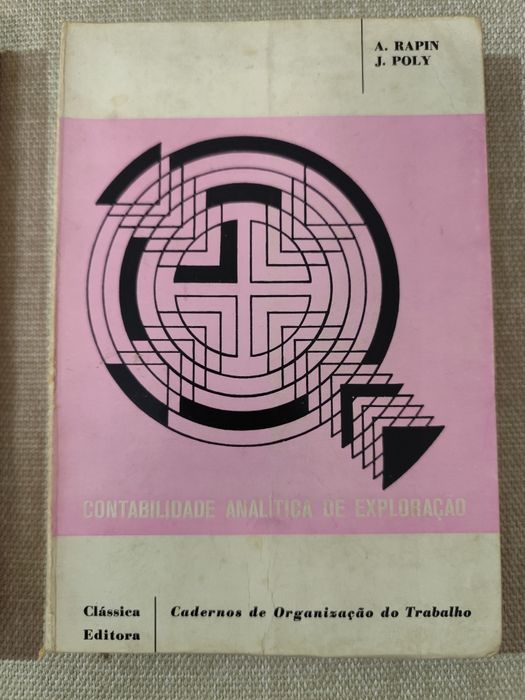 A. RAPIN
J. POLY
CONTABILIDADE ANALÍTICA DE EXPLORAÇÃO
Clássica
Editora
Cadernos de Organização do Trabalho